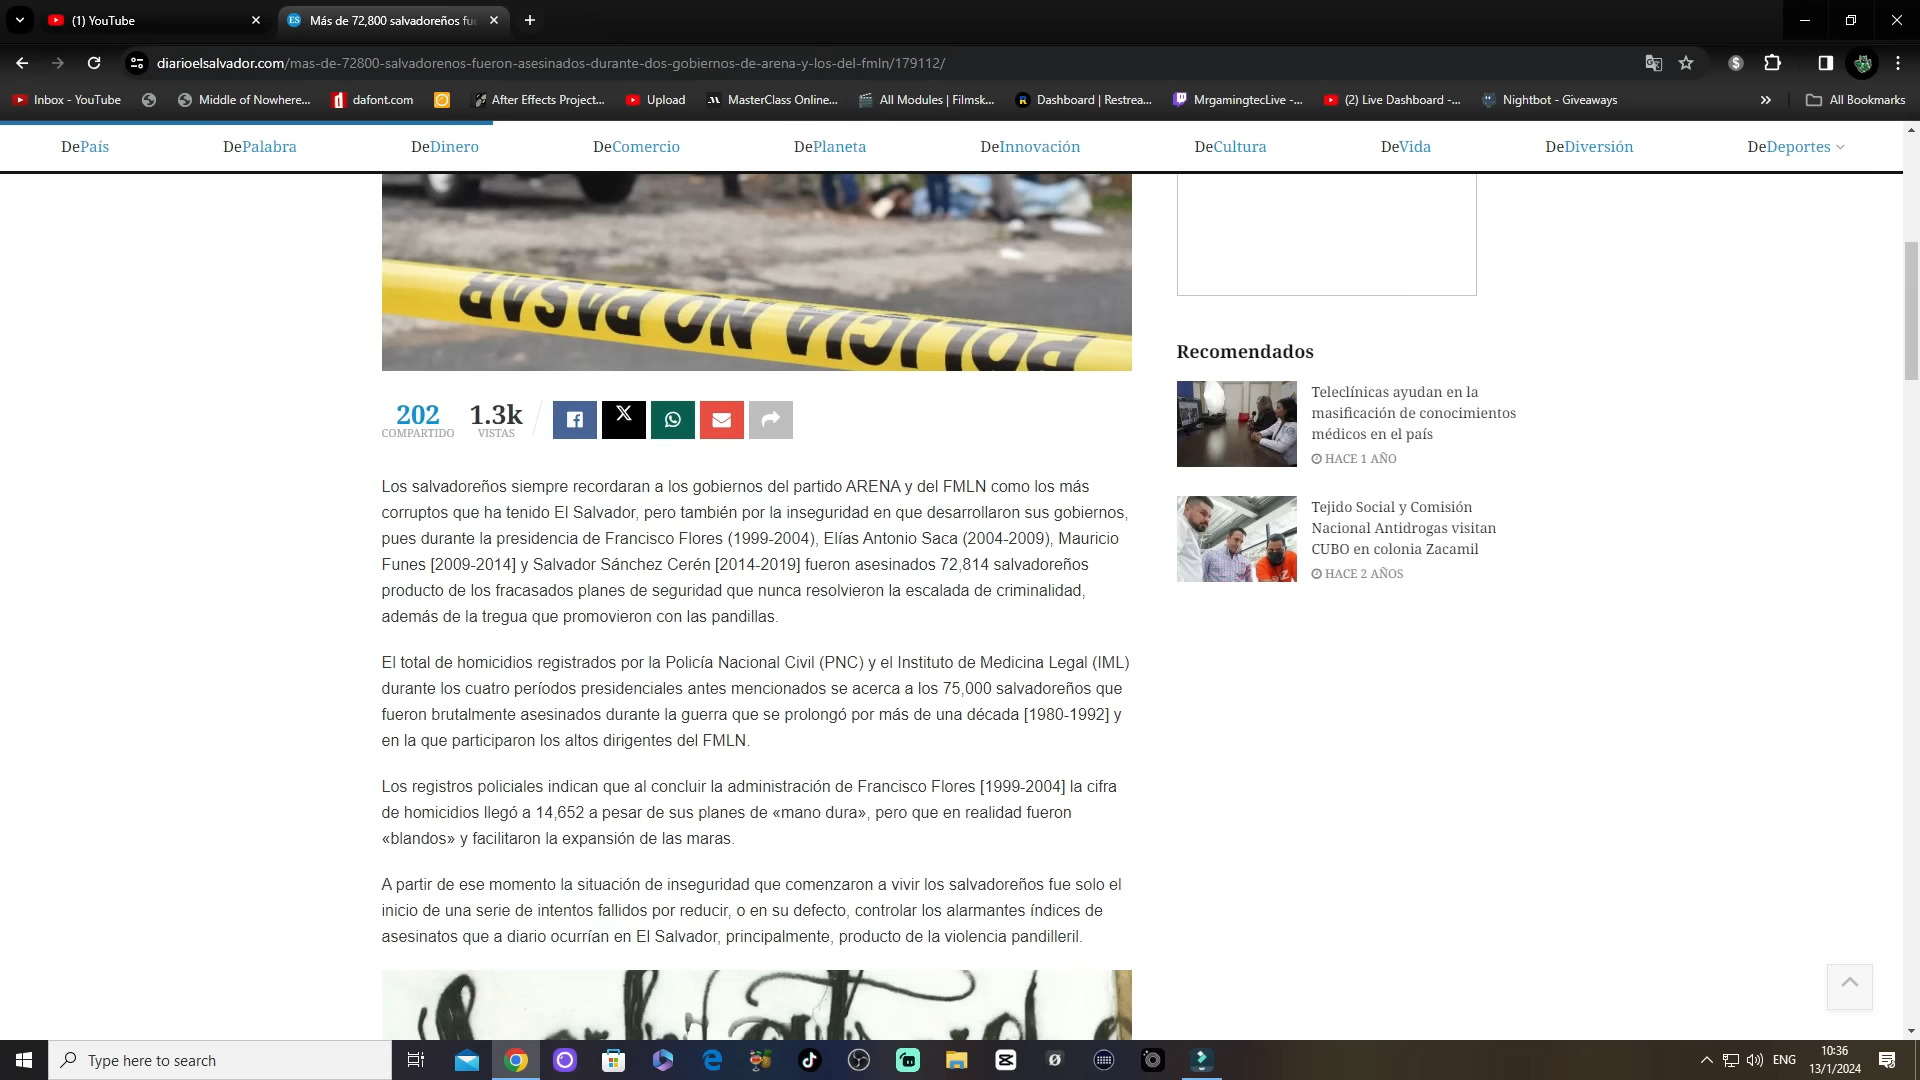 (1) YouTube
ES Más de 72,800 salvadoreños fu
diarioelsalvador.com/mas-de-72800-salvadorenos-fueron-asesinados-durante-dos-gobiernos-de-arena-y-los-del-fmln/179112/
Inbox - YouTube
Middle of Nowhere...
dafont.com
After Effects Project...
Upload
MasterClass Online...
All Modules | Filmsk...
Dashboard | Restrea...
MrgamingtecLive -...
(2) Live Dashboard -...
Nightbot - Giveaways
All Bookmarks
DePaís
DePalabra
DeDinero
DeComercio
DePlaneta
DeInnovación
DeCultura
DeVida
DeDiversión
DeDeportes
POLICIA NO PASAR
202
COMPARTIDO
1.3k
VISTAS
Los salvadoreños siempre recordaran a los gobiernos del partido ARENA y del FMLN como los más
corruptos que ha tenido El Salvador, pero también por la inseguridad en que desarrollaron sus gobiernos,
pues durante la presidencia de Francisco Flores (1999-2004), Elías Antonio Saca (2004-2009), Mauricio
Funes [2009-2014] y Salvador Sánchez Cerén [2014-2019] fueron asesinados 72,814 salvadoreños
producto de los fracasados planes de seguridad que nunca resolvieron la escalada de criminalidad,
además de la tregua que promovieron con las pandillas.
El total de homicidios registrados por la Policía Nacional Civil (PNC) y el Instituto de Medicina Legal (IML)
durante los cuatro períodos presidenciales antes mencionados se acerca a los 75,000 salvadoreños que
fueron brutalmente asesinados durante la guerra que se prolongó por más de una década [1980-1992] y
en la que participaron los altos dirigentes del FMLN.
Los registros policiales indican que al concluir la administración de Francisco Flores [1999-2004] la cifra
de homicidios llegó a 14,652 a pesar de sus planes de «mano dura», pero que en realidad fueron
«blandos» y facilitaron la expansión de las maras.
A partir de ese momento la situación de inseguridad que comenzaron a vivir los salvadoreños fue solo el
inicio de una serie de intentos fallidos por reducir, o en su defecto, controlar los alarmantes índices de
asesinatos que a diario ocurrían en El Salvador, principalmente, producto de la violencia pandilleril.
Recomendados
Teleclínicas ayudan en la
masificación de conocimientos
médicos en el país
HACE 1 AÑO
Tejido Social y Comisión
Nacional Antidrogas visitan
CUBO en colonia Zacamil
HACE 2 AÑOS
Type here to search
ENG
10:36
13/1/2024